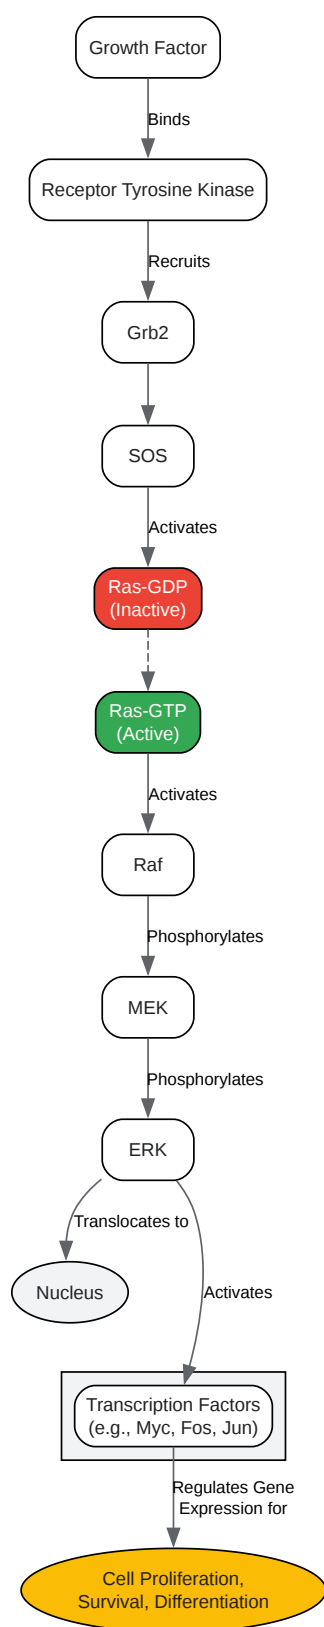 Growth Factor
Binds
Receptor Tyrosine Kinase
Recruits
Grb2
SOS
Activates
Ras-GDP
(Inactive)
Ras-GTP
(Active)
Activates
Raf
Phosphorylates
MEK
Phosphorylates
ERK
Translocates to
Nucleus
Activates
Transcription Factors
(e.g., Myc, Fos, Jun)
Regulates Gene
Expression for
Cell Proliferation,
Survival, Differentiation